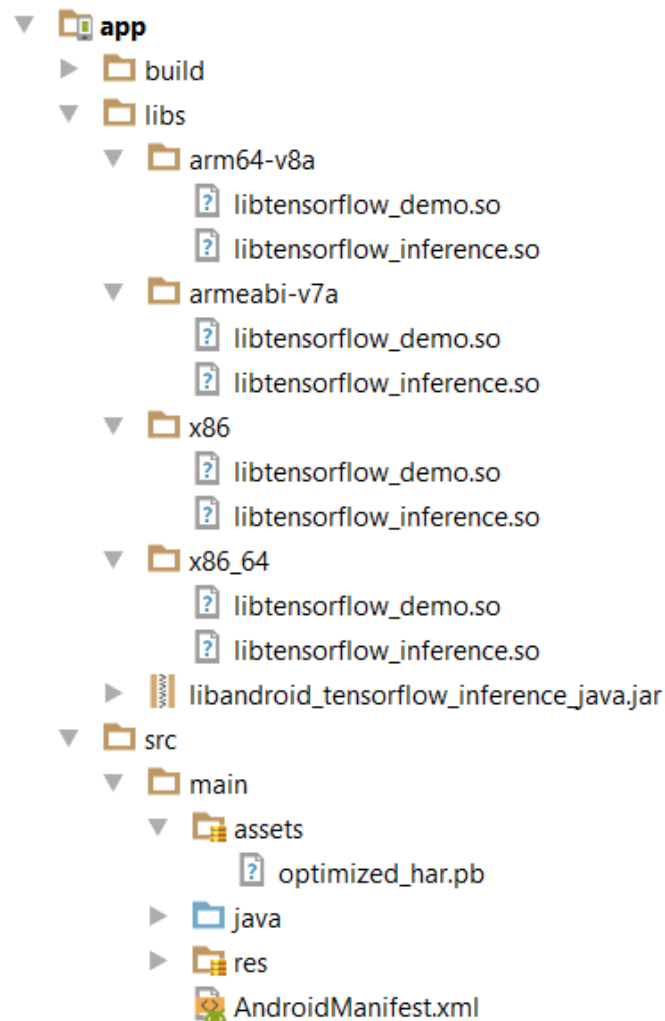 app
build
libs
arm64-v8a
libtensorflow_demo.so
libtensorflow_inference.so
armeabi-v7a
libtensorflow_demo.so
libtensorflow_inference.so
x86
libtensorflow_demo.so
libtensorflow_inference.so
x86_64
libtensorflow_demo.so
libtensorflow_inference.so
libandroid_tensorflow_inference_java.jar
src
main
assets
optimized_har.pb
java
res
AndroidManifest.xml